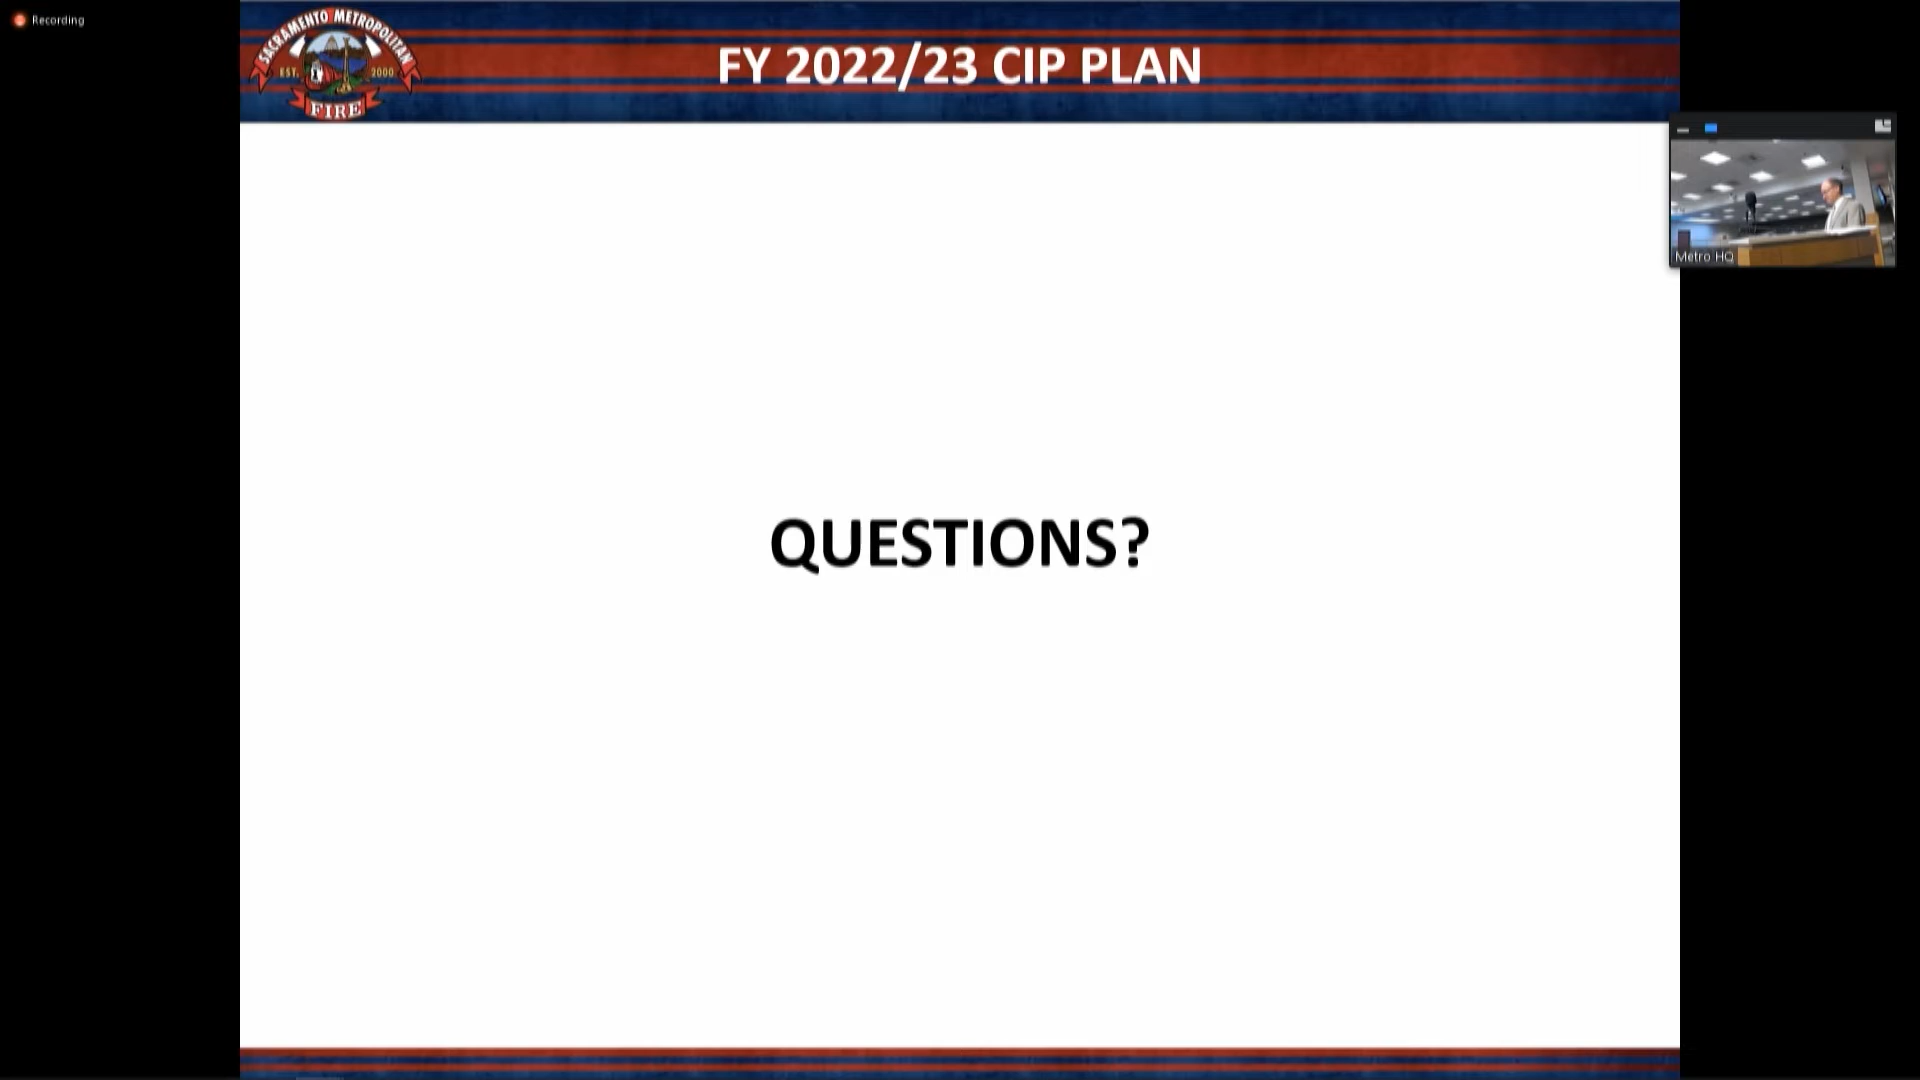 Recording
SACRAMENTO METROPOLITAN
EST. 2000
FIRE
FY 2022/23 CIP PLAN
Metro HQ
QUESTIONS?